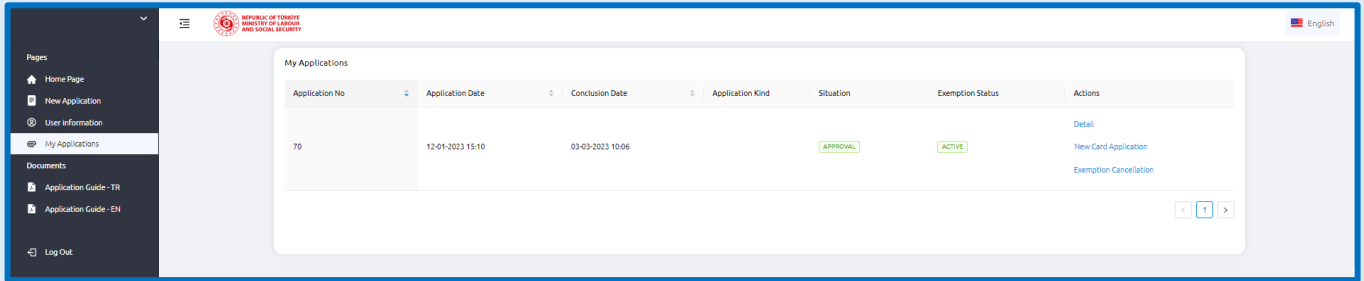 REPUBLIC OF TÜRKİYE
MINISTRY OF LABOUR
AND SOCIAL SECURITY
English
Pages
Home Page
New Application
User information
My Applications
Documents
Application Guide - TR
Application Guide - EN
Log Out
My Applications
Application No Application Date Conclusion Date Application Kind Situation Exemption Status Actions
70 12-01-2023 15:10 03-03-2023 10:06 APPROVAL ACTIVE
Detail
New Card Application
Exemption Cancellation
< 1 >